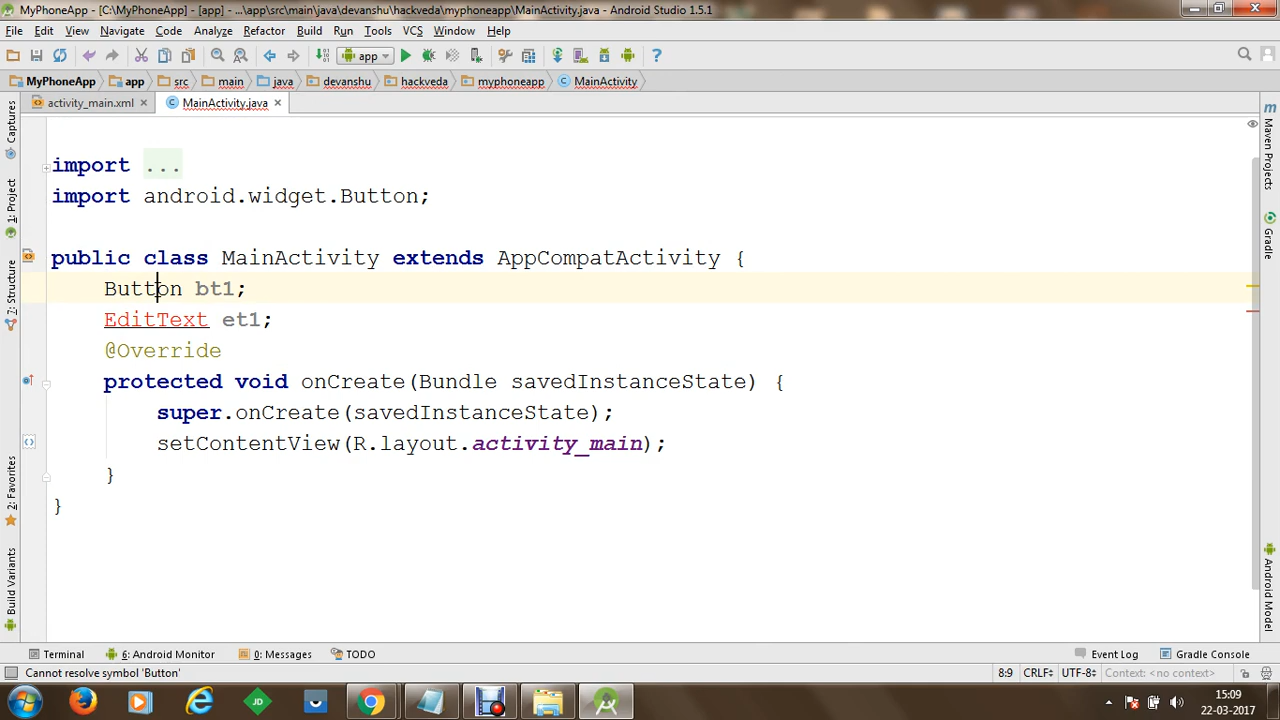 MyPhoneApp - [C:\MyPhoneApp] - [app] - ...\app\src\main\java\devanshu\hackveda\myphoneapp\MainActivity.java - Android Studio 1.5.1
File Edit View Navigate Code Analyze Refactor Build Run Tools VCS Window Help
app
MyPhoneApp app src main java devanshu hackveda myphoneapp MainActivity
activity_main.xml MainActivity.java
Captures
1: Project
7: Structure
2: Favorites
Build Variants
import ...
import android.widget.Button;
public class MainActivity extends AppCompatActivity {
Button bt1;
EditText et1;
@Override
protected void onCreate(Bundle savedInstanceState) {
super.onCreate(savedInstanceState);
setContentView(R.layout.activity_main);
}
}
Maven Projects
Gradle
Android Model
Terminal 6: Android Monitor 0: Messages TODO Event Log Gradle Console
Cannot resolve symbol 'Button' 8:9 CRLF UTF-8 Context: <no context>
JD
15:09
22-03-2017